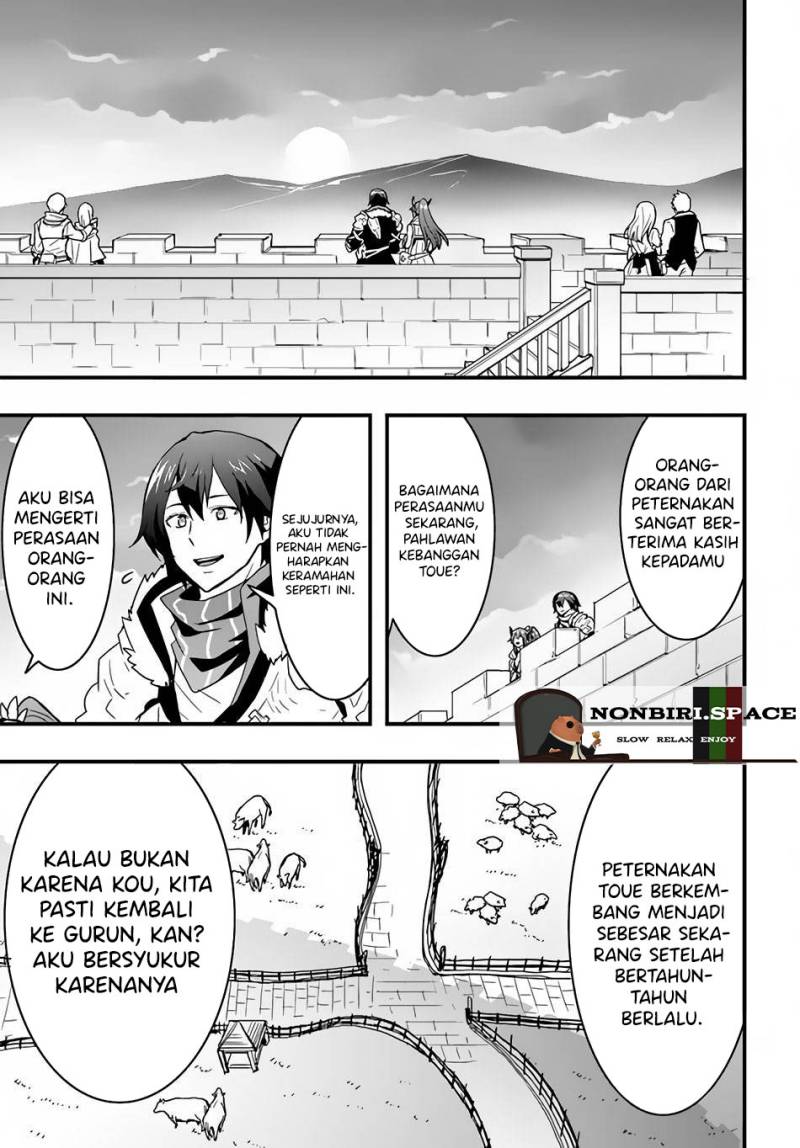 ORANG-
ORANG DARI
PETERNAKAN
SANGAT BER-
TERIMA KASIH
KEPADAMU
BAGAIMANA
PERASAANMU
SEKARANG,
PAHLAWAN
KEBANGGAN
TOUE?
SEJUJURNYA,
AKU TIDAK
PERNAH MENG-
HARAPKAN
KERAMAHAN
SEPERTI INI.
AKU BISA
MENGERTI
PERASAAN
ORANG-
ORANG INI.
NONBIRI.SPACE
SLOW RELAX ENJOY
PETERNAKAN
TOUE BERKEM-
BANG MENJADI
SEBESAR SEKA-
RANG SETELAH
BERTAHUN-
TAHUN
BERLALU.
KALAU BUKAN
KARENA KOU, KITA
PASTI KEMBALI
KE GURUN, KAN?
AKU BERSYUKUR
KARENANYA